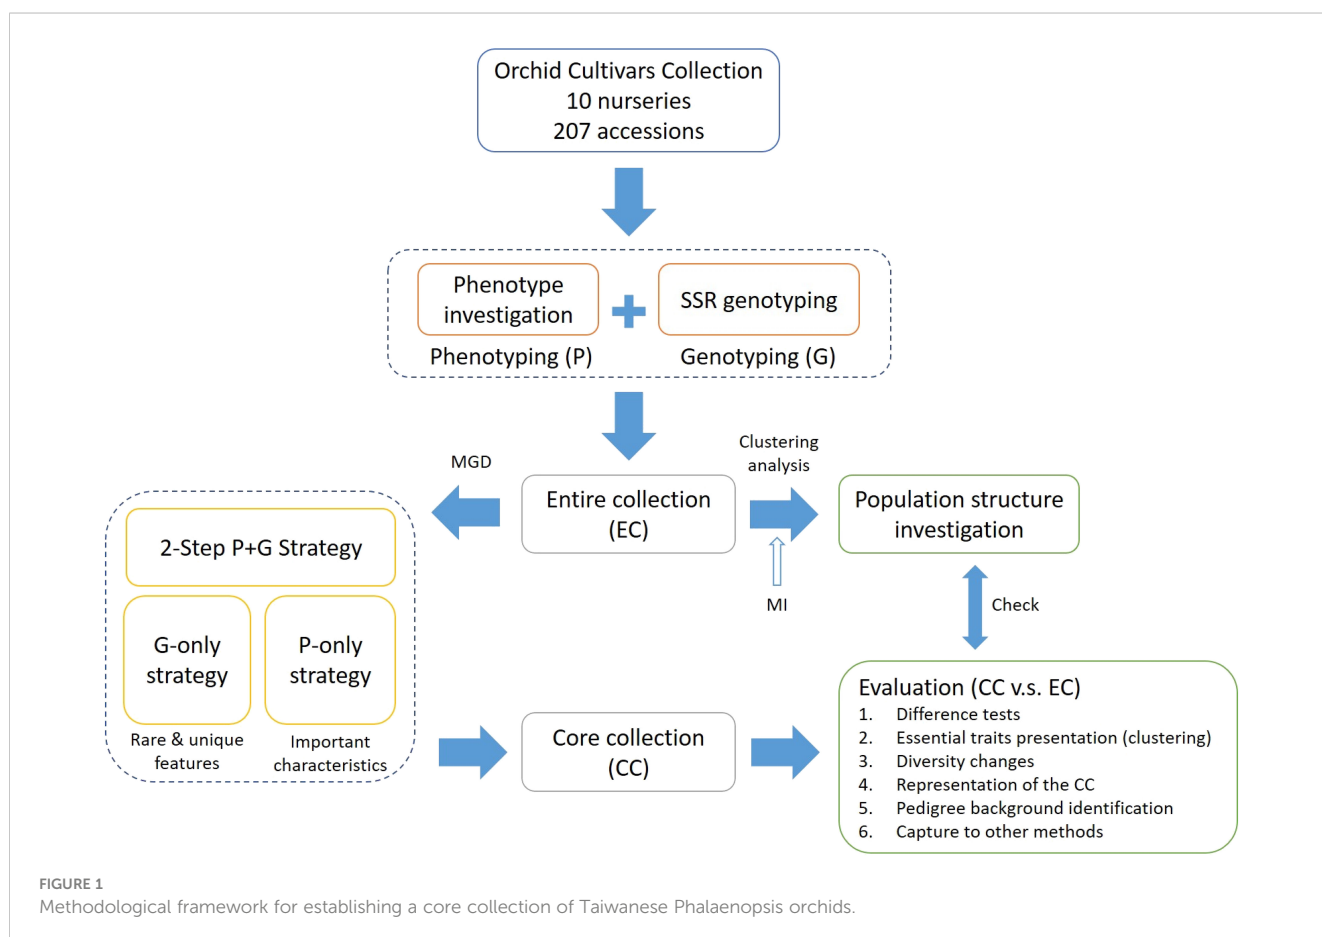 Orchid Cultivars Collection
10 nurseries
207 accessions
Phenotype
investigation
SSR genotyping
Phenotyping (P)
Genotyping (G)
MGD
Clustering
analysis
Entire collection
(EC)
Population structure
investigation
MI
Check
2-Step P+G Strategy
G-only
strategy
P-only
strategy
Rare & unique
features
Important
characteristics
Core collection
(CC)
Evaluation (CC v.s. EC)
1. Difference tests
2. Essential traits presentation (clustering)
3. Diversity changes
4. Representation of the CC
5. Pedigree background identification
6. Capture to other methods
FIGURE 1
Methodological framework for establishing a core collection of Taiwanese Phalaenopsis orchids.